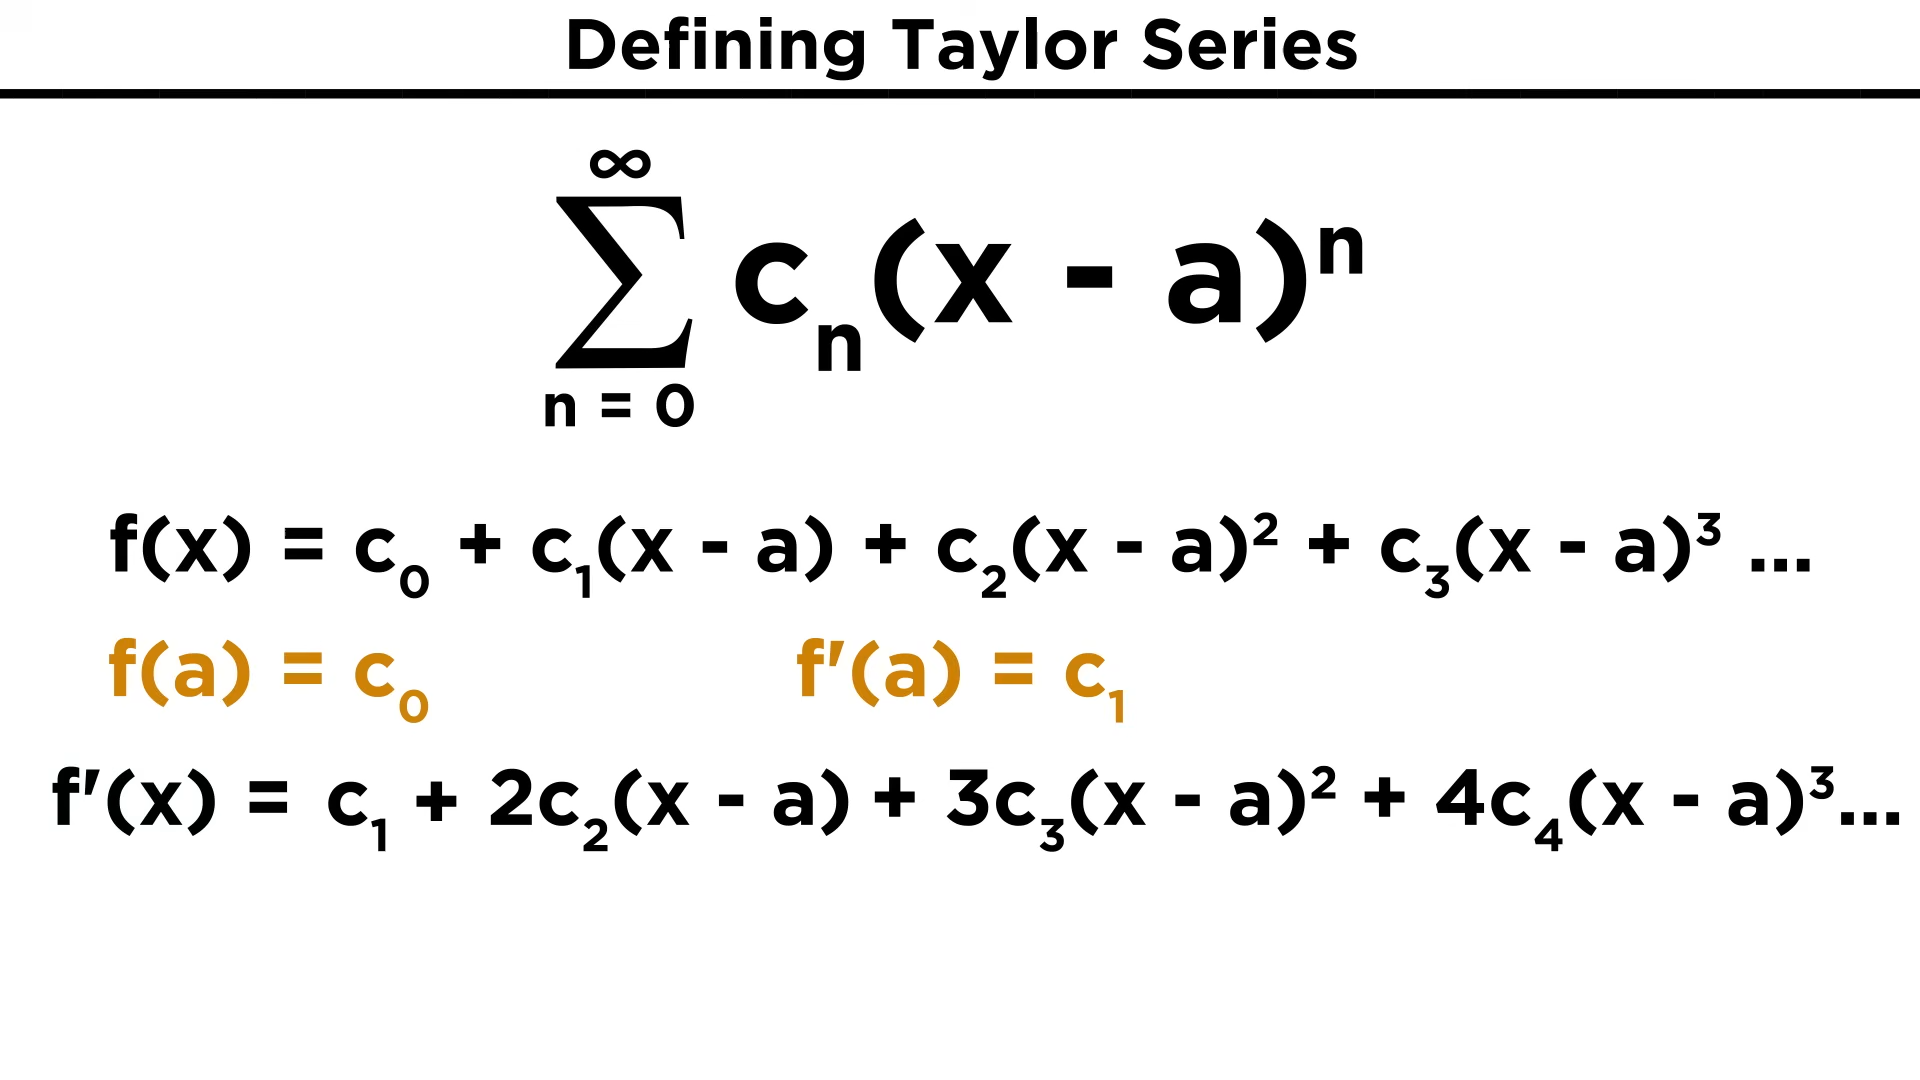 Defining Taylor Series
∞
∑ cₙ(x - a)ⁿ
n = 0
f(x) = c₀ + c₁(x - a) + c₂(x - a)² + c₃(x - a)³ ...
f(a) = c₀ f'(a) = c₁
f'(x) = c₁ + 2c₂(x - a) + 3c₃(x - a)² + 4c₄(x - a)³...